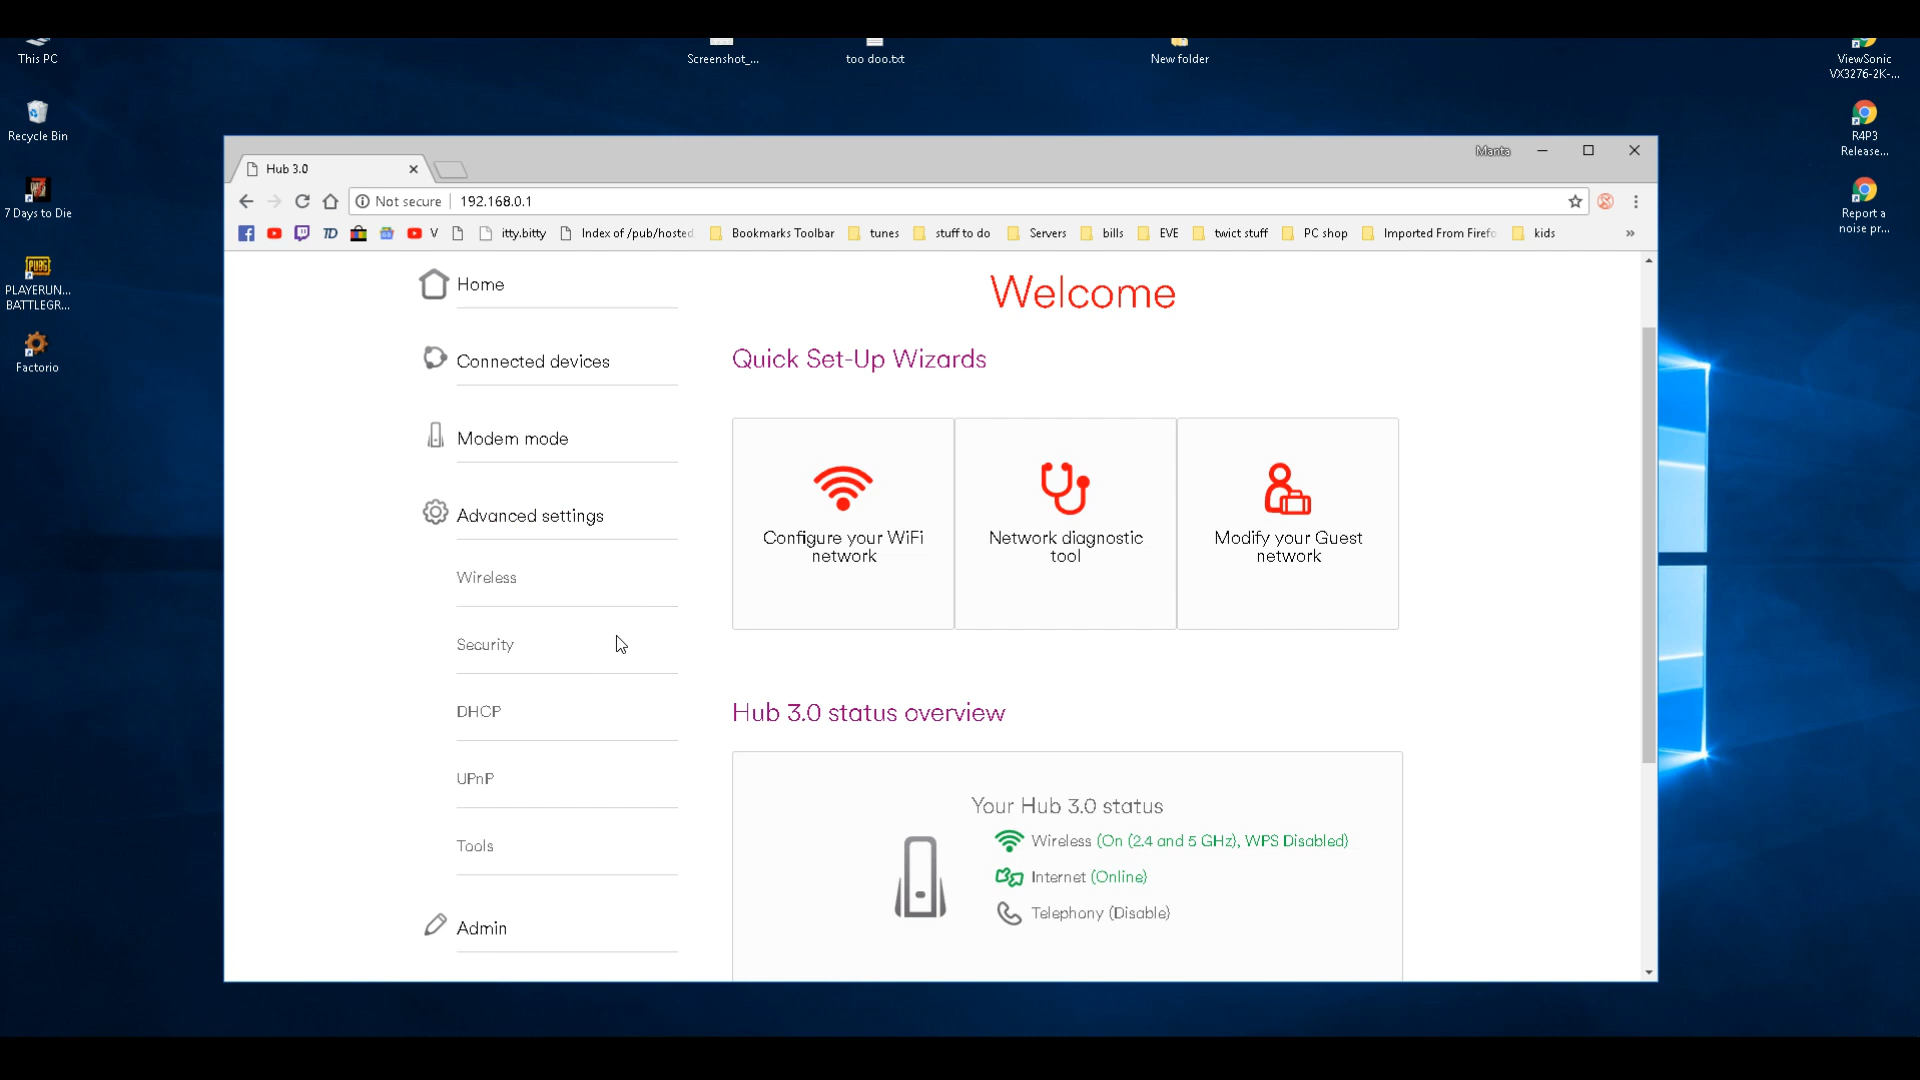 This PC
Screenshot_...
too doo.txt
New folder
ViewSonic
VX3276-2K-...
Recycle Bin
R4P3
Release...
7 Days to Die
Report a
noise pr...
PLAYERUN...
BATTLEGR...
Factorio
Hub 3.0
Manta
Not secure
192.168.0.1
TD
V
itty.bitty
Index of /pub/hosted
Bookmarks Toolbar
tunes
stuff to do
Servers
bills
EVE
twict stuff
PC shop
Imported From Firefo
kids
»
Home
Connected devices
Modem mode
Advanced settings
Wireless
Security
DHCP
UPnP
Tools
Admin
Welcome
Quick Set-Up Wizards
Configure your WiFi
network
Network diagnostic
tool
Modify your Guest
network
Hub 3.0 status overview
Your Hub 3.0 status
Wireless (On (2.4 and 5 GHz), WPS Disabled)
Internet (Online)
Telephony (Disable)